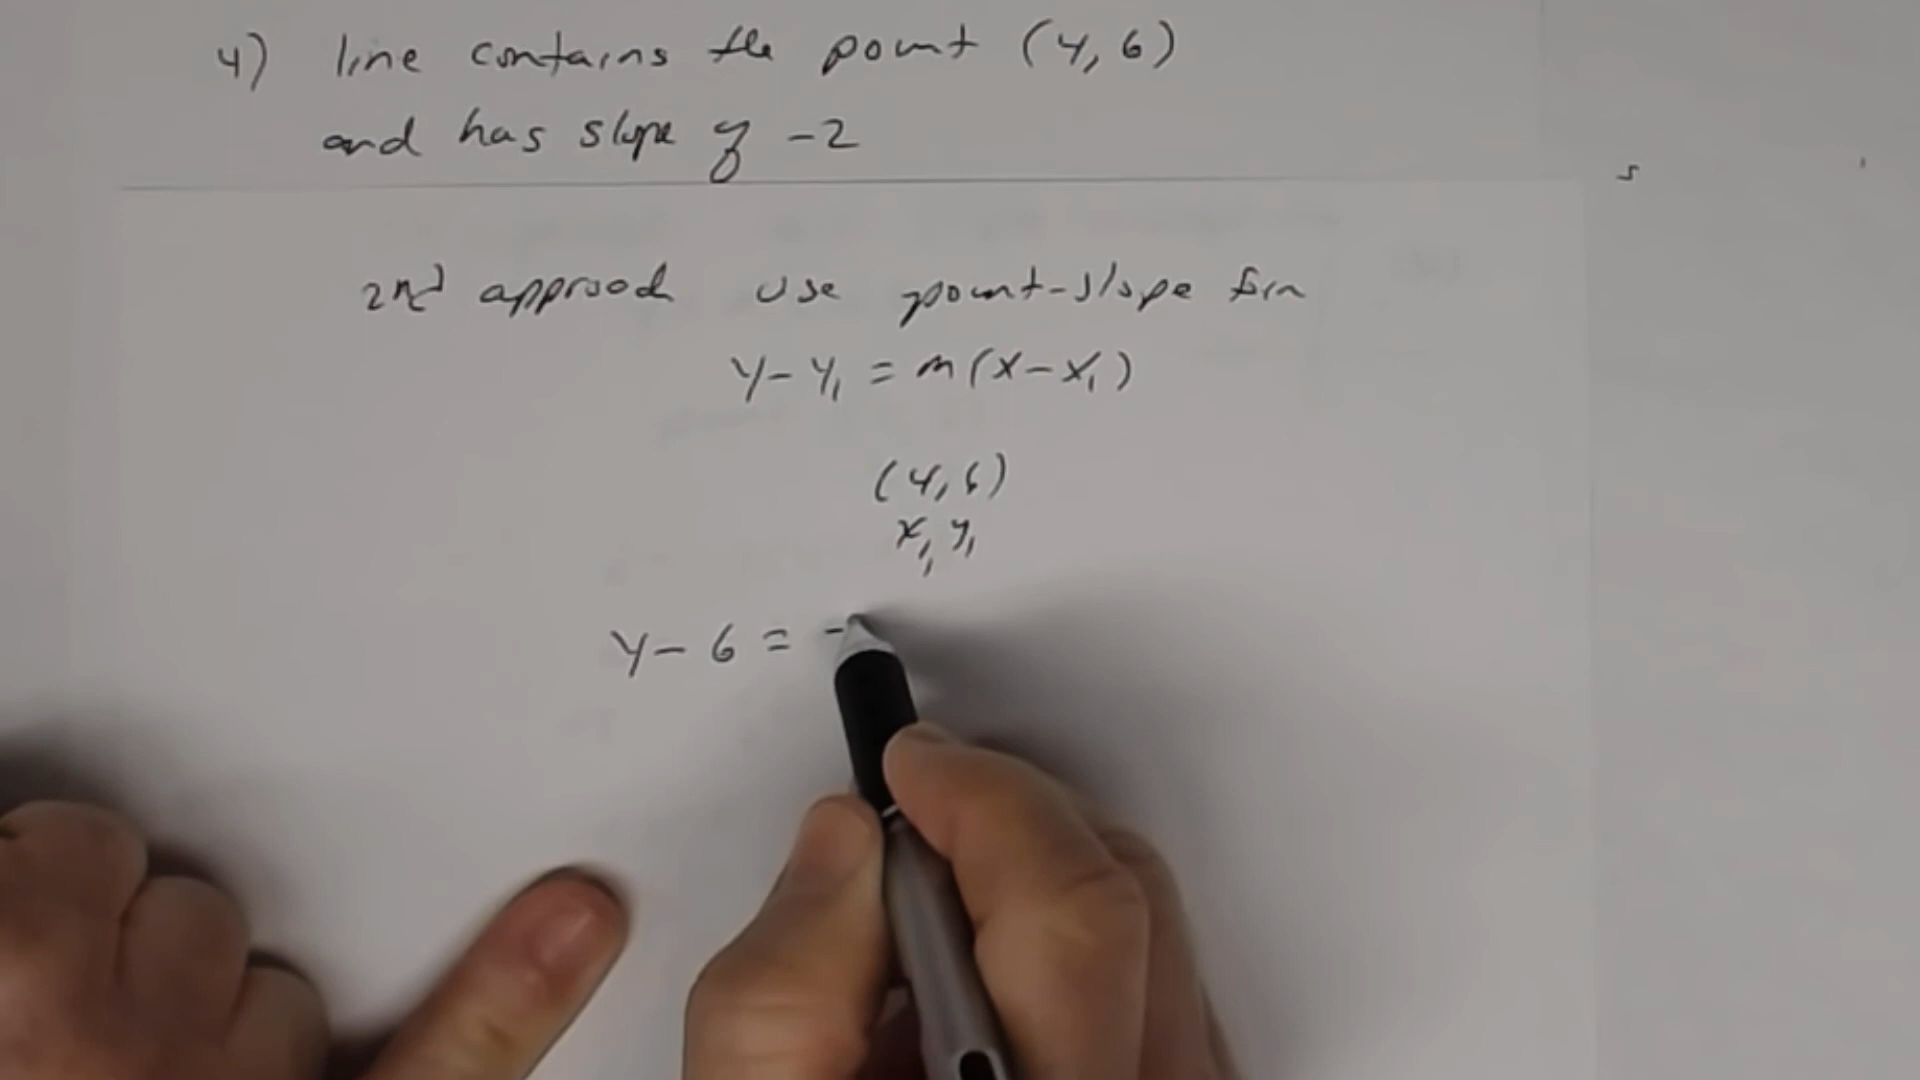 4) line contains the point (4, 6)
and has slope of -2
2nd approach use point-slope form
y - y₁ = m(x - x₁)
(4, 6)
x₁, y₁
y - 6 = -